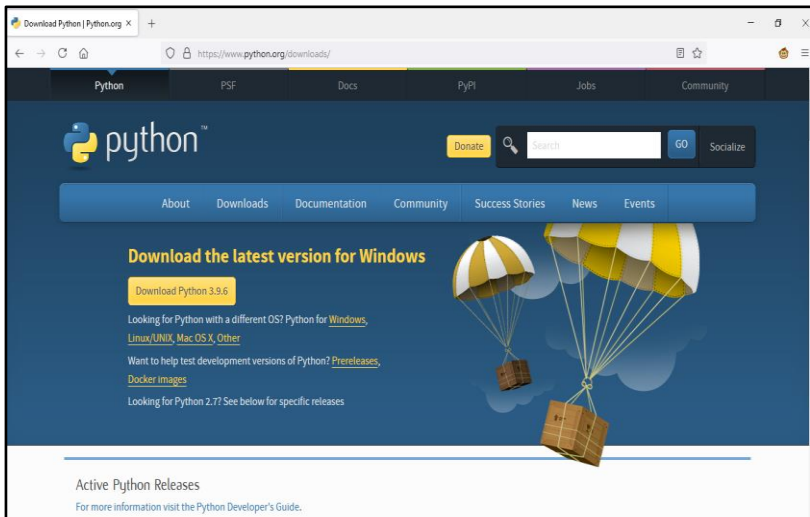 Download Python | Python.org
https://www.python.org/downloads/
Python PSF Docs PyPI Jobs Community
python™
Donate Search GO Socialize
About Downloads Documentation Community Success Stories News Events
Download the latest version for Windows
Download Python 3.9.6
Looking for Python with a different OS? Python for Windows,
Linux/UNIX, Mac OS X, Other
Want to help test development versions of Python? Prereleases,
Docker images
Looking for Python 2.7? See below for specific releases
Active Python Releases
For more information visit the Python Developer's Guide.